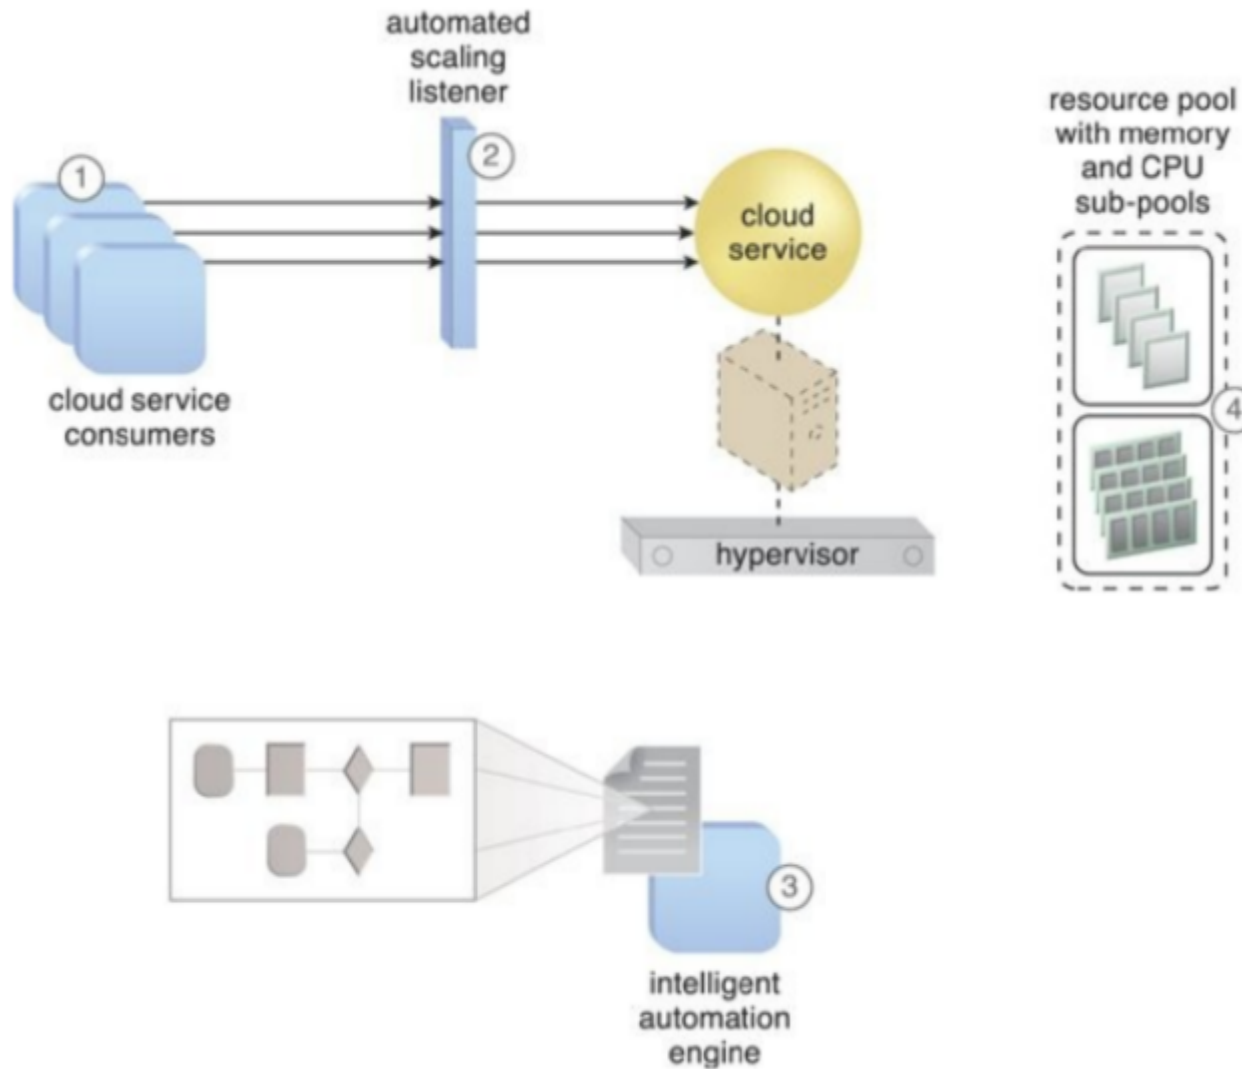 automated
scaling
listener
resource pool
with memory
and CPU
sub-pools
1
2
cloud
service
4
cloud service
consumers
hypervisor
3
intelligent
automation
engine